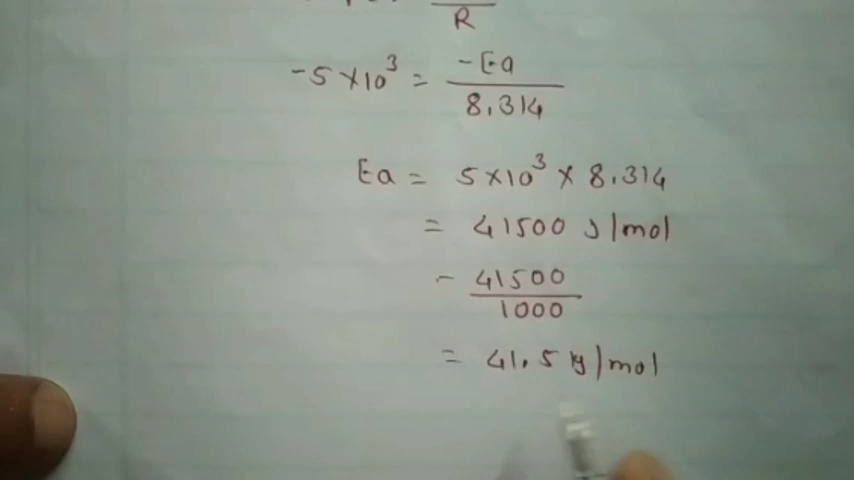 R
-5×10³ = -Ea / 8.314
Ea = 5×10³ × 8.314
= 41500 J/mol
- 41500 / 1000
= 41.5 kJ/mol